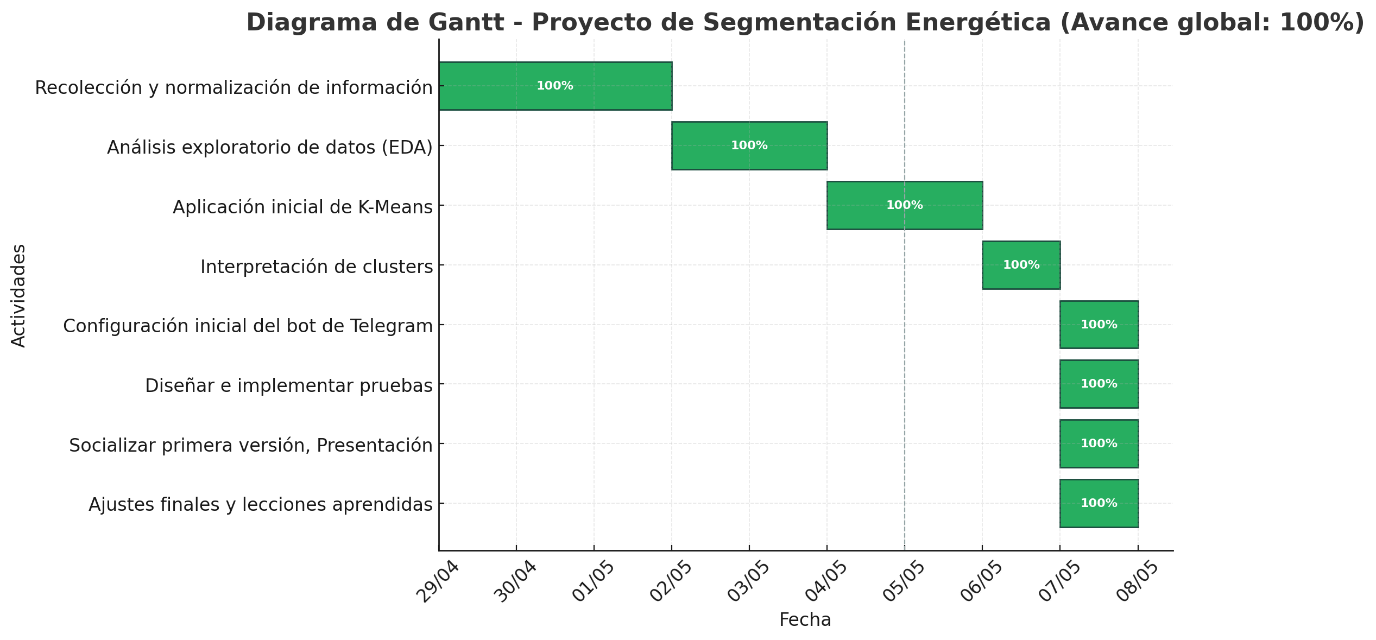 Diagrama de Gantt - Proyecto de Segmentación Energética (Avance global: 100%)
Actividades
Recolección y normalización de información
100%
Análisis exploratorio de datos (EDA)
100%
Aplicación inicial de K-Means
100%
Interpretación de clusters
100%
Configuración inicial del bot de Telegram
100%
Diseñar e implementar pruebas
100%
Socializar primera versión, Presentación
100%
Ajustes finales y lecciones aprendidas
100%
29/04
30/04
01/05
02/05
03/05
04/05
05/05
06/05
07/05
08/05
Fecha